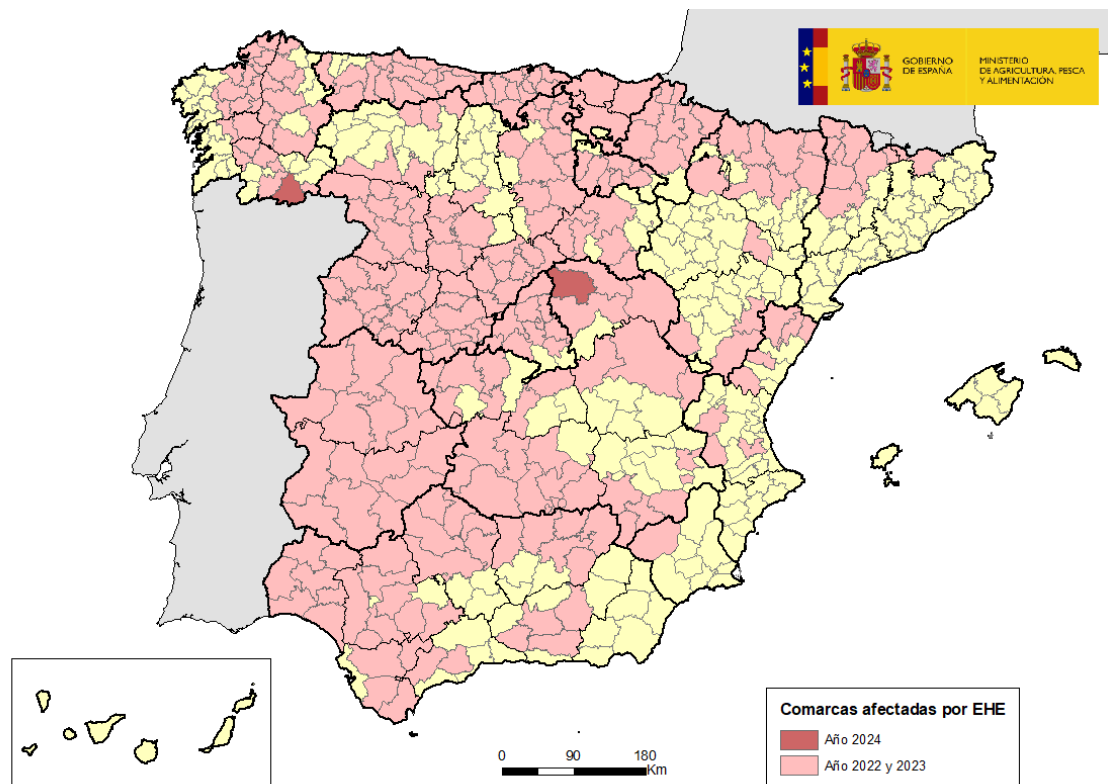 GOBIERNO
DE ESPAÑA
MINISTERIO
DE AGRICULTURA, PESCA
Y ALIMENTACIÓN
Comarcas afectadas por EHE
Año 2024
Año 2022 y 2023
0 90 180
Km